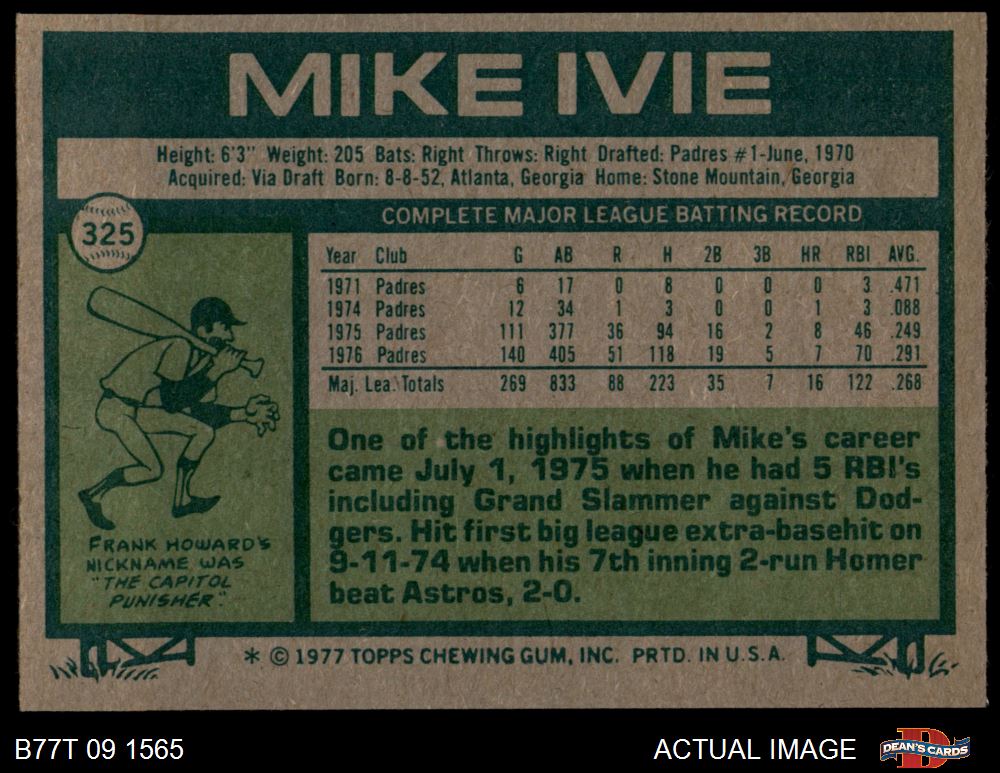 MIKE IVIE
Height: 6'3" Weight: 205 Bats: Right Throws: Right Drafted: Padres #1-June, 1970
Acquired: Via Draft Born: 8-8-52, Atlanta, Georgia Home: Stone Mountain, Georgia
325
COMPLETE MAJOR LEAGUE BATTING RECORD
Year Club G AB R H 2B 3B HR RBI AVG.
1971 Padres 6 17 0 8 0 0 0 3 .471
1974 Padres 12 34 1 3 0 0 1 3 .088
1975 Padres 111 377 36 94 16 2 8 46 .249
1976 Padres 140 405 51 118 19 5 7 70 .291
Maj. Lea. Totals 269 833 88 223 35 7 16 122 .268
One of the highlights of Mike's career
came July 1, 1975 when he had 5 RBI's
including Grand Slammer against Dod-
gers. Hit first big league extra-basehit on
9-11-74 when his 7th inning 2-run Homer
beat Astros, 2-0.
FRANK HOWARD'S
NICKNAME WAS
"THE CAPITOL
PUNISHER."
* © 1977 TOPPS CHEWING GUM, INC. PRTD. IN U.S.A.
B77T 09 1565
ACTUAL IMAGE
DEAN'S CARDS